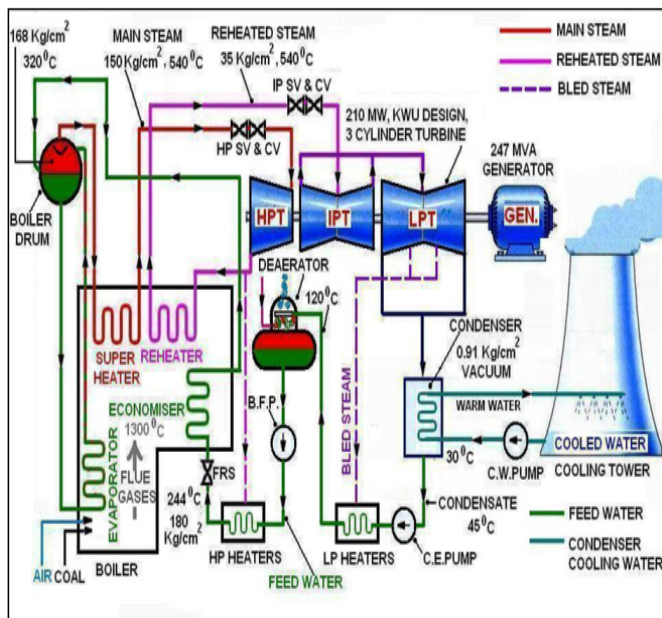 168 Kg/cm²
320⁰C
MAIN STEAM
150 Kg/cm², 540⁰C
REHEATED STEAM
35 Kg/cm², 540⁰C
IP SV & CV
HP SV & CV
MAIN STEAM
REHEATED STEAM
BLED STEAM
210 MW, KWU DESIGN,
3 CYLINDER TURBINE
247 MVA
GENERATOR
BOILER
DRUM
HPT
IPT
LPT
GEN.
DEAERATOR
120⁰C
SUPER
HEATER
REHEATER
CONDENSER
0.91 Kg/cm²
VACUUM
ECONOMISER
1300⁰C
EVAPORATOR
FLUE
GASES
B.F.P.
BLED STEAM
WARM WATER
COOLED WATER
30⁰C
C.W.PUMP
COOLING TOWER
FRS
244⁰C
180
Kg/cm²
CONDENSATE
45⁰C
AIR
COAL
BOILER
HP HEATERS
FEED WATER
LP HEATERS
C.E.PUMP
FEED WATER
CONDENSER
COOLING WATER